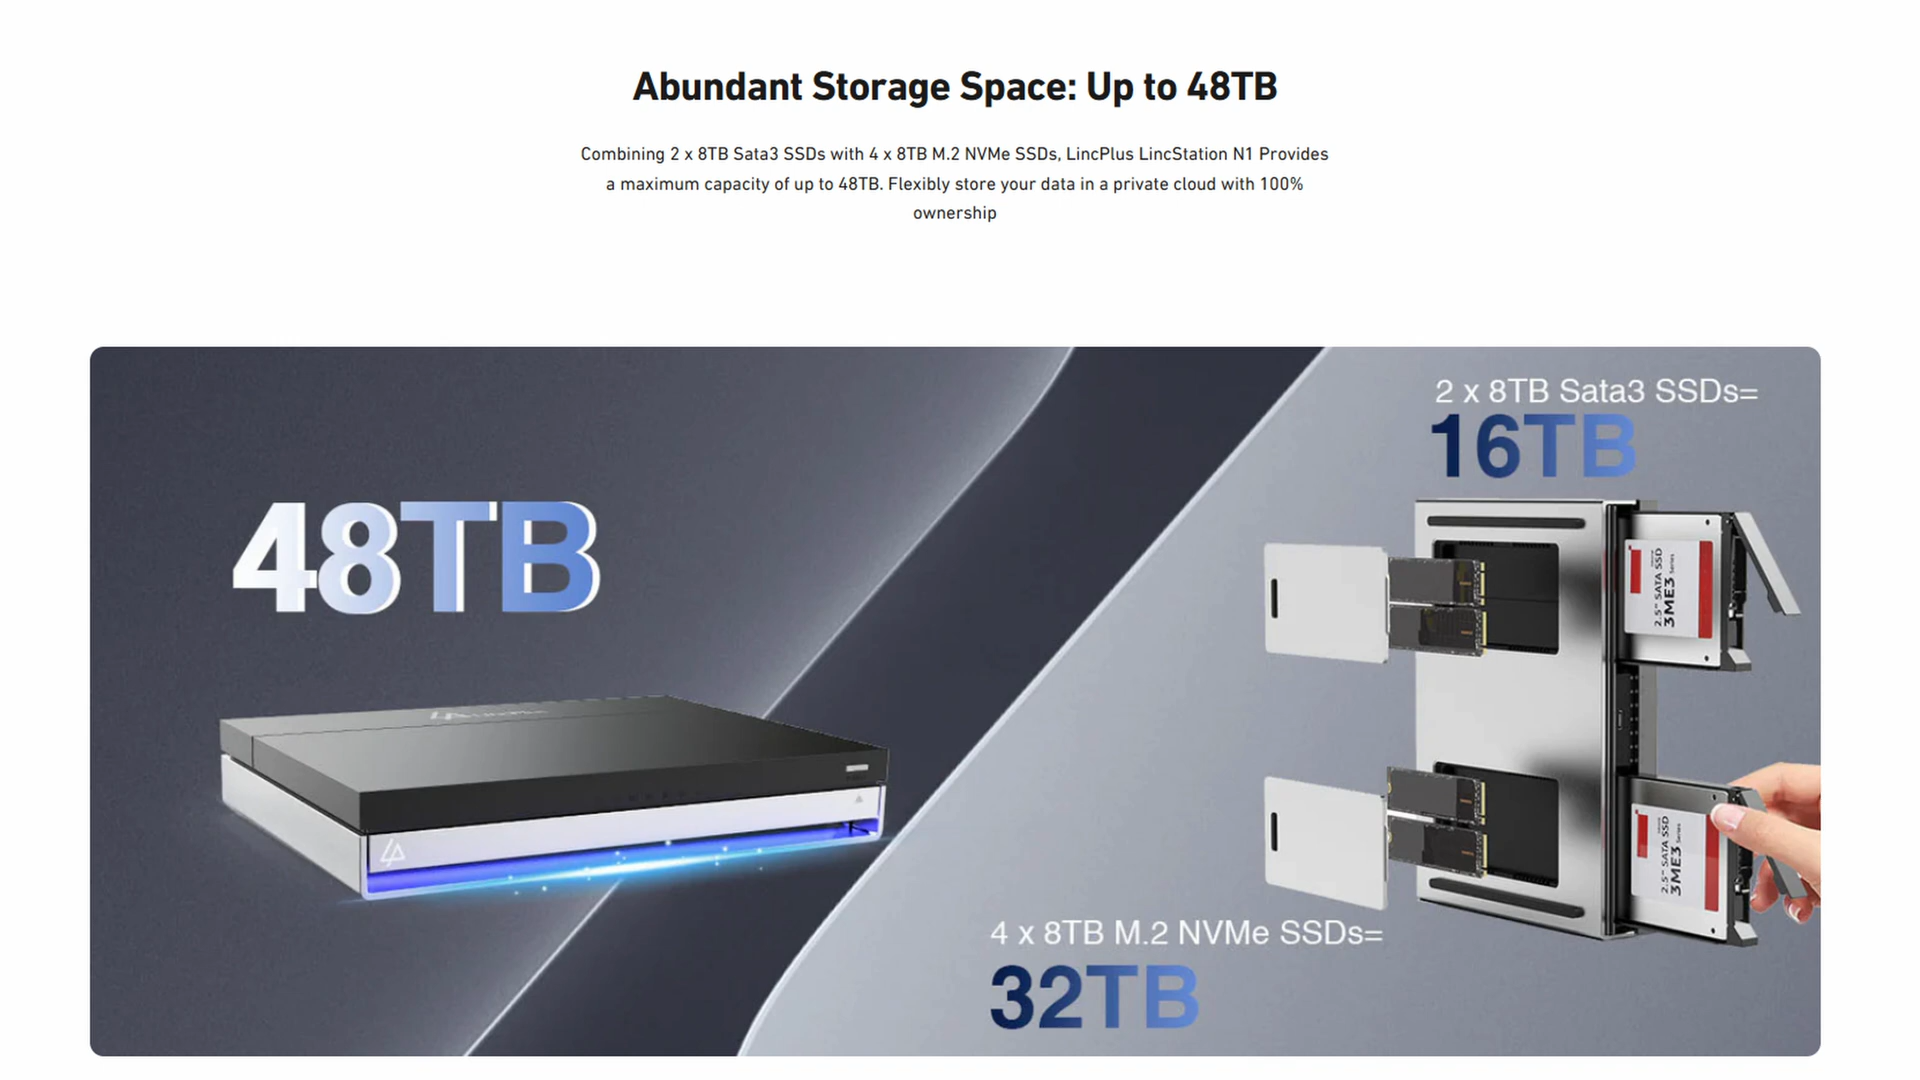 Abundant Storage Space: Up to 48TB
Combining 2 x 8TB Sata3 SSDs with 4 x 8TB M.2 NVMe SSDs, LincPlus LincStation N1 Provides
a maximum capacity of up to 48TB. Flexibly store your data in a private cloud with 100%
ownership
48TB
2 x 8TB Sata3 SSDs=
16TB
2.5" SATA SSD
3ME3 Series
2.5" SATA SSD
3ME3 Series
4 x 8TB M.2 NVMe SSDs=
32TB